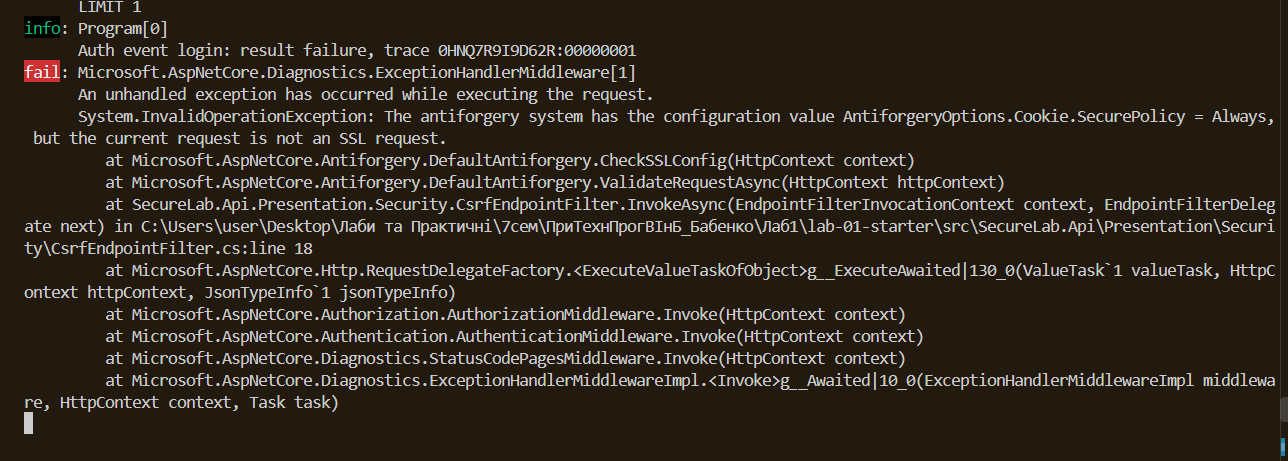 LIMIT 1
info: Program[0]
Auth event login: result failure, trace 0HNQ7R9I9D62R:00000001
fail: Microsoft.AspNetCore.Diagnostics.ExceptionHandlerMiddleware[1]
An unhandled exception has occurred while executing the request.
System.InvalidOperationException: The antiforgery system has the configuration value AntiforgeryOptions.Cookie.SecurePolicy = Always,
but the current request is not an SSL request.
at Microsoft.AspNetCore.Antiforgery.DefaultAntiforgery.CheckSSLConfig(HttpContext context)
at Microsoft.AspNetCore.Antiforgery.DefaultAntiforgery.ValidateRequestAsync(HttpContext httpContext)
at SecureLab.Api.Presentation.Security.CsrfEndpointFilter.InvokeAsync(EndpointFilterInvocationContext context, EndpointFilterDeleg
ate next) in C:\Users\user\Desktop\Лаби та Практичні\7сем\ПриТехнПрогВІнБ_Бабенко\Лаб1\lab-01-starter\src\SecureLab.Api\Presentation\Securi
ty\CsrfEndpointFilter.cs:line 18
at Microsoft.AspNetCore.Http.RequestDelegateFactory.<ExecuteValueTaskOfObject>g__ExecuteAwaited|130_0(ValueTask`1 valueTask, HttpC
ontext httpContext, JsonTypeInfo`1 jsonTypeInfo)
at Microsoft.AspNetCore.Authorization.AuthorizationMiddleware.Invoke(HttpContext context)
at Microsoft.AspNetCore.Authentication.AuthenticationMiddleware.Invoke(HttpContext context)
at Microsoft.AspNetCore.Diagnostics.StatusCodePagesMiddleware.Invoke(HttpContext context)
at Microsoft.AspNetCore.Diagnostics.ExceptionHandlerMiddlewareImpl.<Invoke>g__Awaited|10_0(ExceptionHandlerMiddlewareImpl middlewa
re, HttpContext context, Task task)